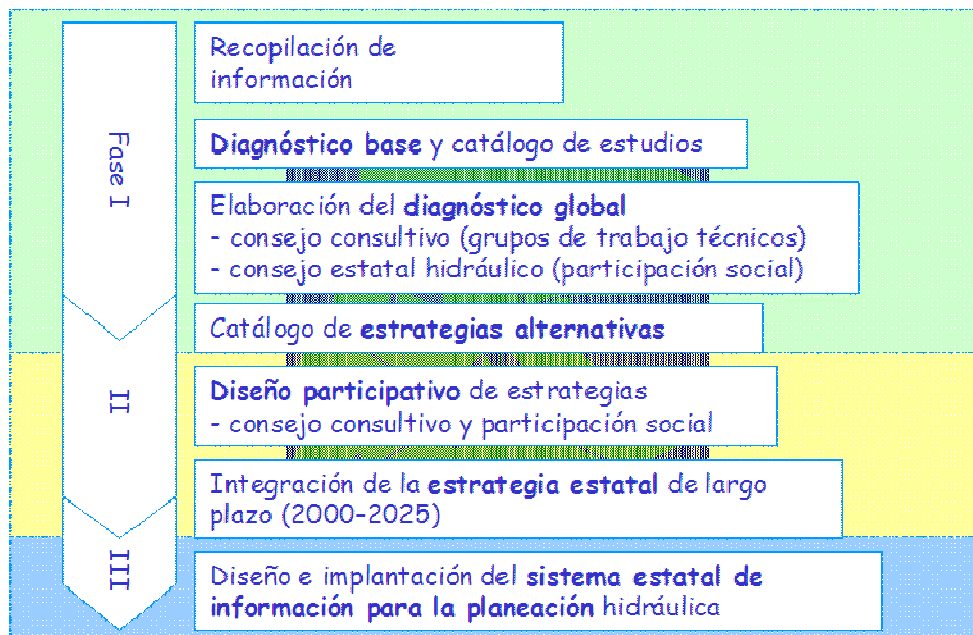 Fase I
Recopilación de
información
Diagnóstico base y catálogo de estudios
Elaboración del diagnóstico global
- consejo consultivo (grupos de trabajo técnicos)
- consejo estatal hidráulico (participación social)
Catálogo de estrategias alternativas
II
Diseño participativo de estrategias
- consejo consultivo y participación social
Integración de la estrategia estatal de largo
plazo (2000-2025)
III
Diseño e implantación del sistema estatal de
información para la planeación hidráulica